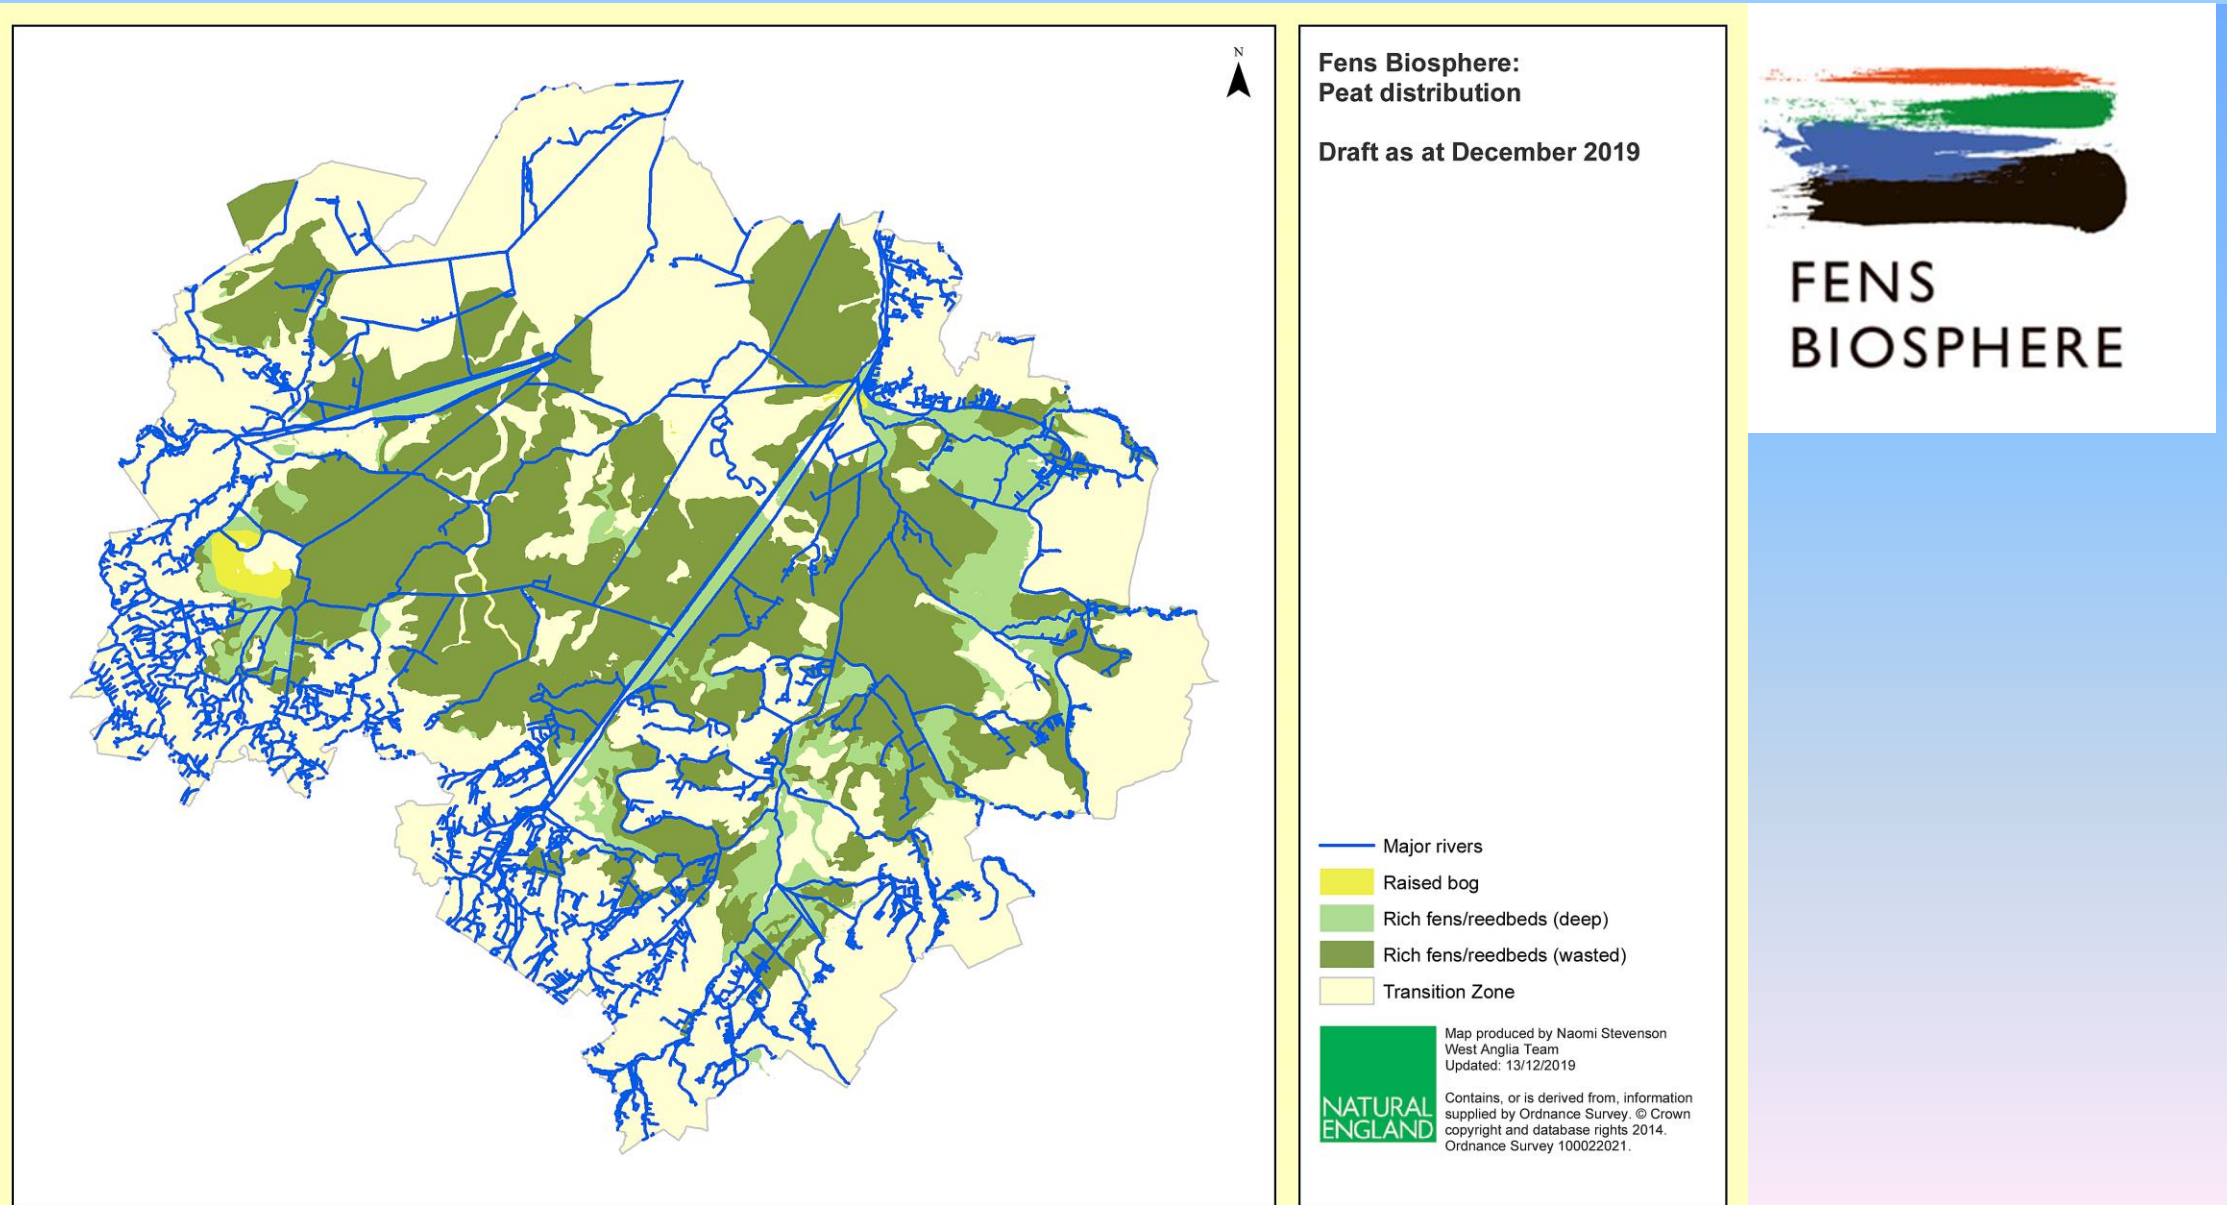 N
Fens Biosphere:
Peat distribution
Draft as at December 2019
Major rivers
Raised bog
Rich fens/reedbeds (deep)
Rich fens/reedbeds (wasted)
Transition Zone
NATURAL
ENGLAND
Map produced by Naomi Stevenson
West Anglia Team
Updated: 13/12/2019
Contains, or is derived from, information
supplied by Ordnance Survey. © Crown
copyright and database rights 2014.
Ordnance Survey 100022021.
FENS
BIOSPHERE